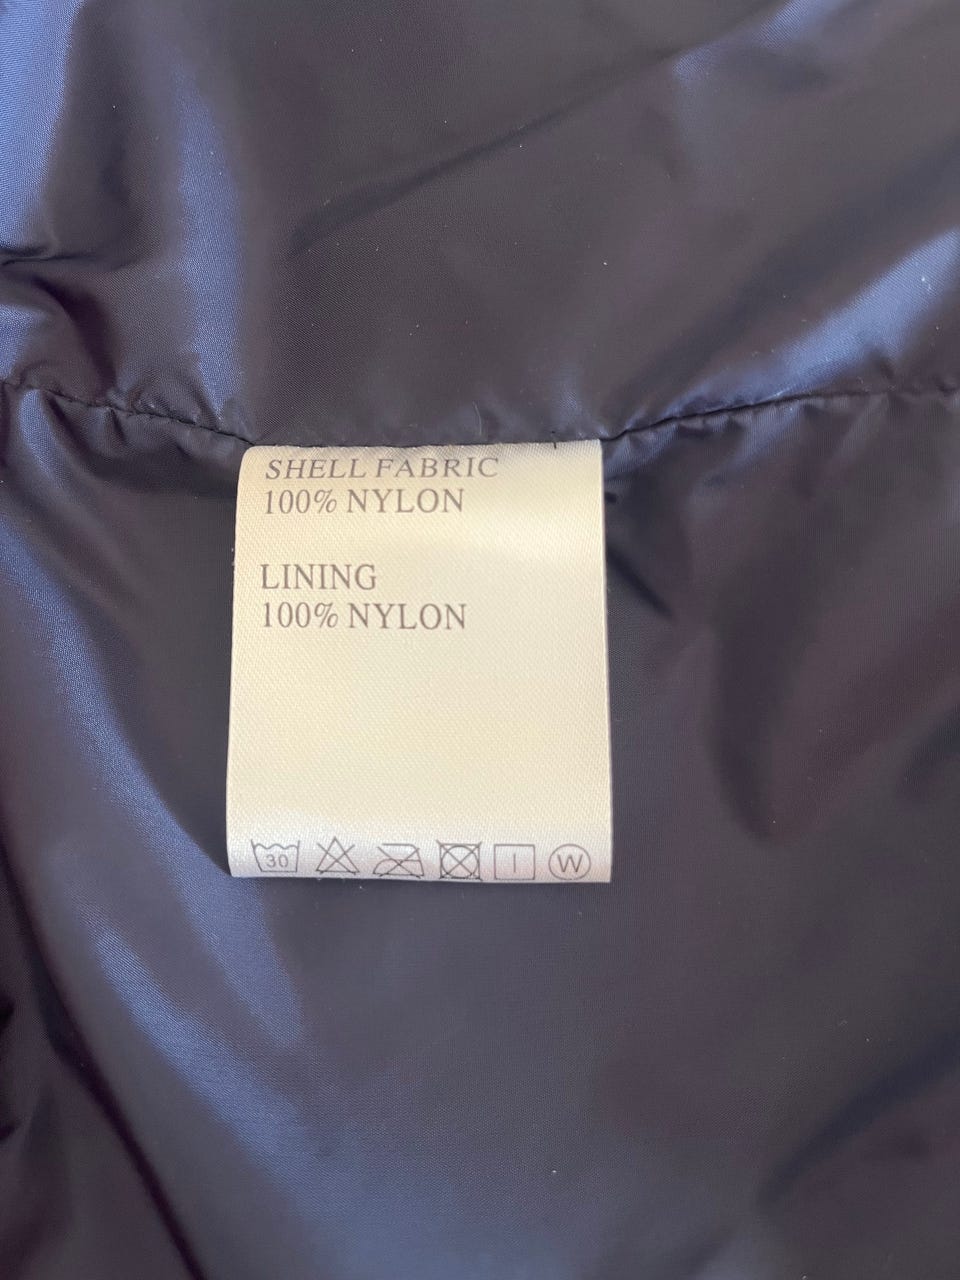 SHELL FABRIC
100% NYLON
LINING
100% NYLON
30 W